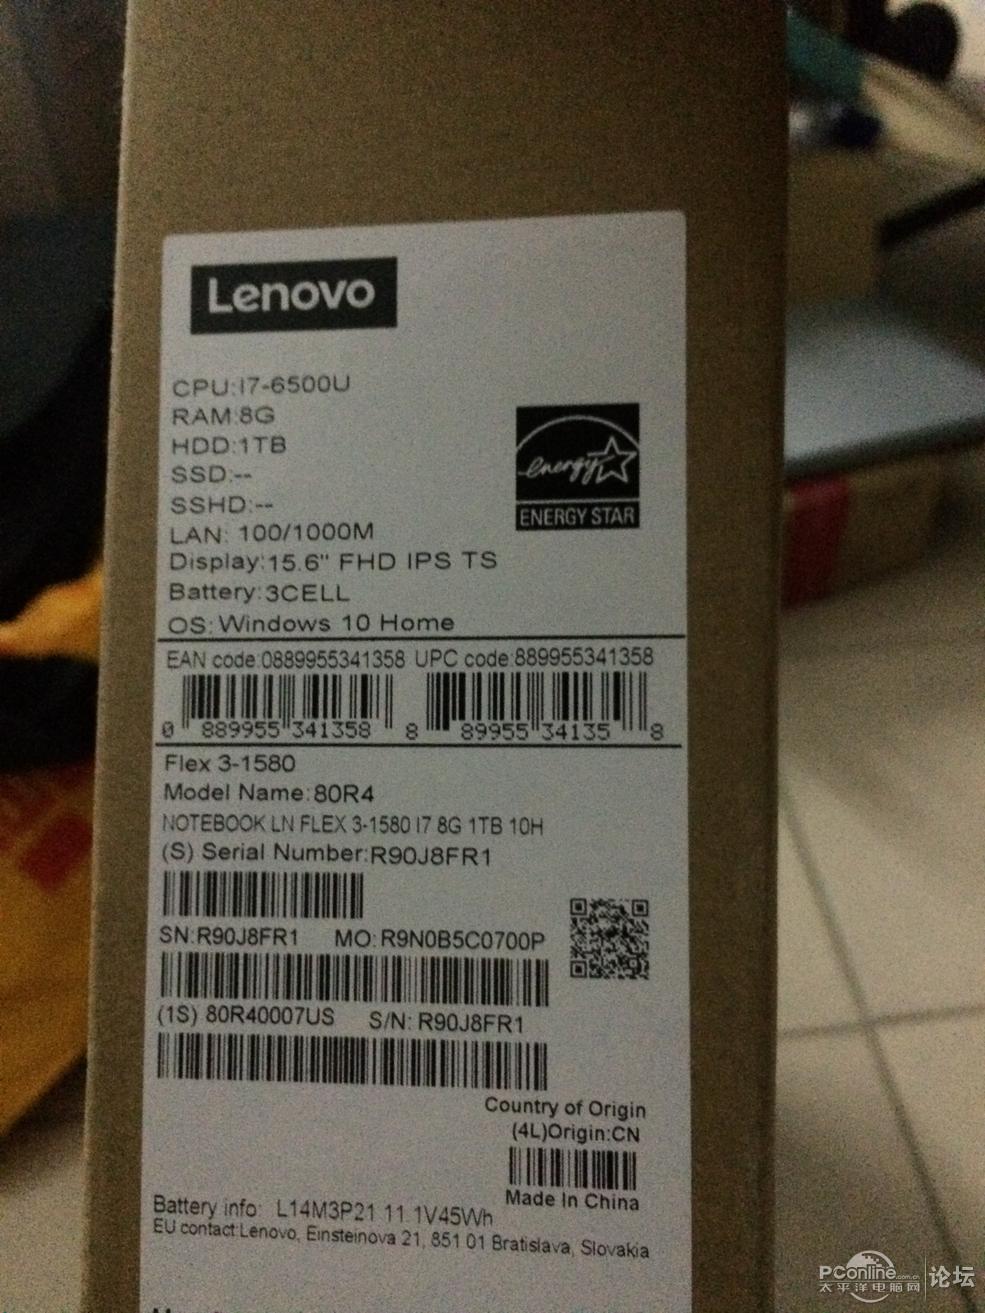 Lenovo
CPU:I7-6500U
RAM:8G
HDD:1TB
SSD:--
SSHD:--
LAN: 100/1000M
Display:15.6" FHD IPS TS
Battery:3CELL
OS:Windows 10 Home
energy
ENERGY STAR
EAN code:0889955341358 UPC code:889955341358
0 889955 341358 8 89955 34135 8
Flex 3-1580
Model Name:80R4
NOTEBOOK LN FLEX 3-1580 I7 8G 1TB 10H
(S) Serial Number:R90J8FR1
SN:R90J8FR1 MO:R9N0B5C0700P
(1S) 80R40007US S/N: R90J8FR1
Country of Origin
(4L)Origin:CN
Made In China
Battery info: L14M3P21 11.1V45Wh
EU contact:Lenovo, Einsteinova 21, 851 01 Bratislava, Slovakia
PConline.com.cn 论坛
太平洋电脑网